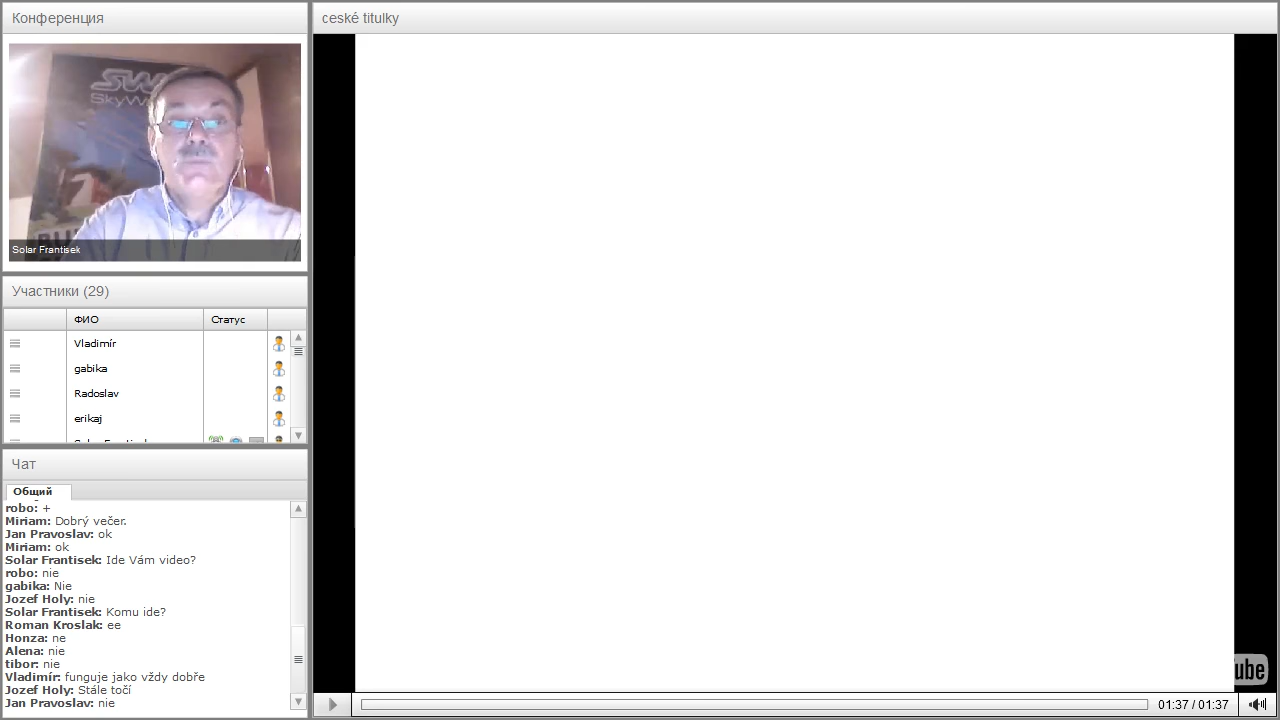 Конференция
Solar Frantisek
Участники (29)
ФИО Статус
Vladimír
gabika
Radoslav
erikaj
Чат
Общий
robo: +
Miriam: Dobrý večer.
Jan Pravoslav: ok
Miriam: ok
Solar Frantisek: Ide Vám video?
robo: nie
gabika: Nie
Jozef Holy: nie
Solar Frantisek: Komu ide?
Roman Kroslak: ee
Honza: ne
Alena: nie
tibor: nie
Vladimír: funguje jako vždy dobře
Jozef Holy: Stále točí
Jan Pravoslav: nie
ceské titulky
ube
01:37 / 01:37